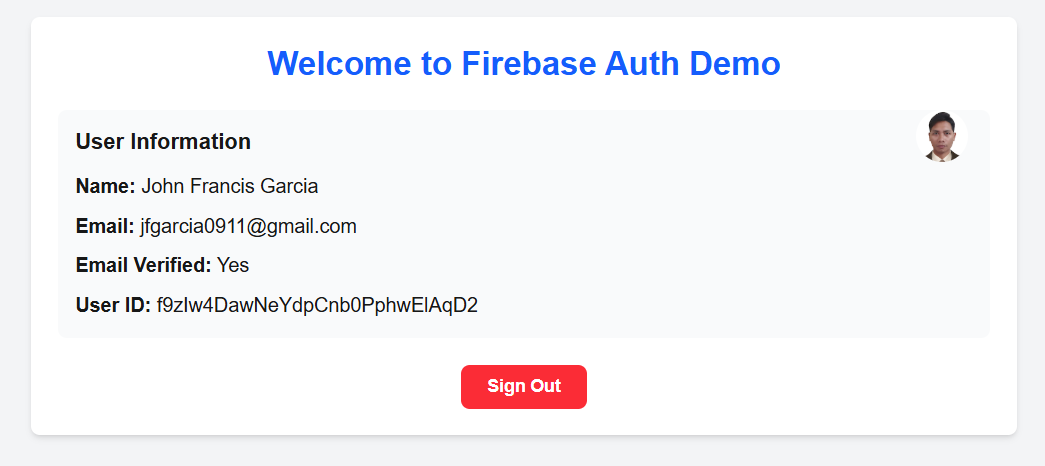 Welcome to Firebase Auth Demo
User Information
Name: John Francis Garcia
Email: jfgarcia0911@gmail.com
Email Verified: Yes
User ID: f9zIw4DawNeYdpCnb0PphwElAqD2
Sign Out